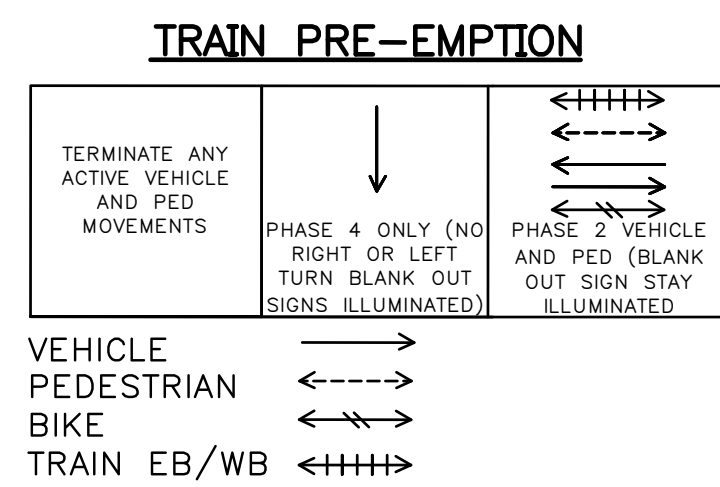 TRAIN PRE-EMPTION
TERMINATE ANY
ACTIVE VEHICLE
AND PED
MOVEMENTS
PHASE 4 ONLY (NO
RIGHT OR LEFT
TURN BLANK OUT
SIGNS ILLUMINATED)
PHASE 2 VEHICLE
AND PED (BLANK
OUT SIGN STAY
ILLUMINATED
VEHICLE
PEDESTRIAN
BIKE
TRAIN EB/WB